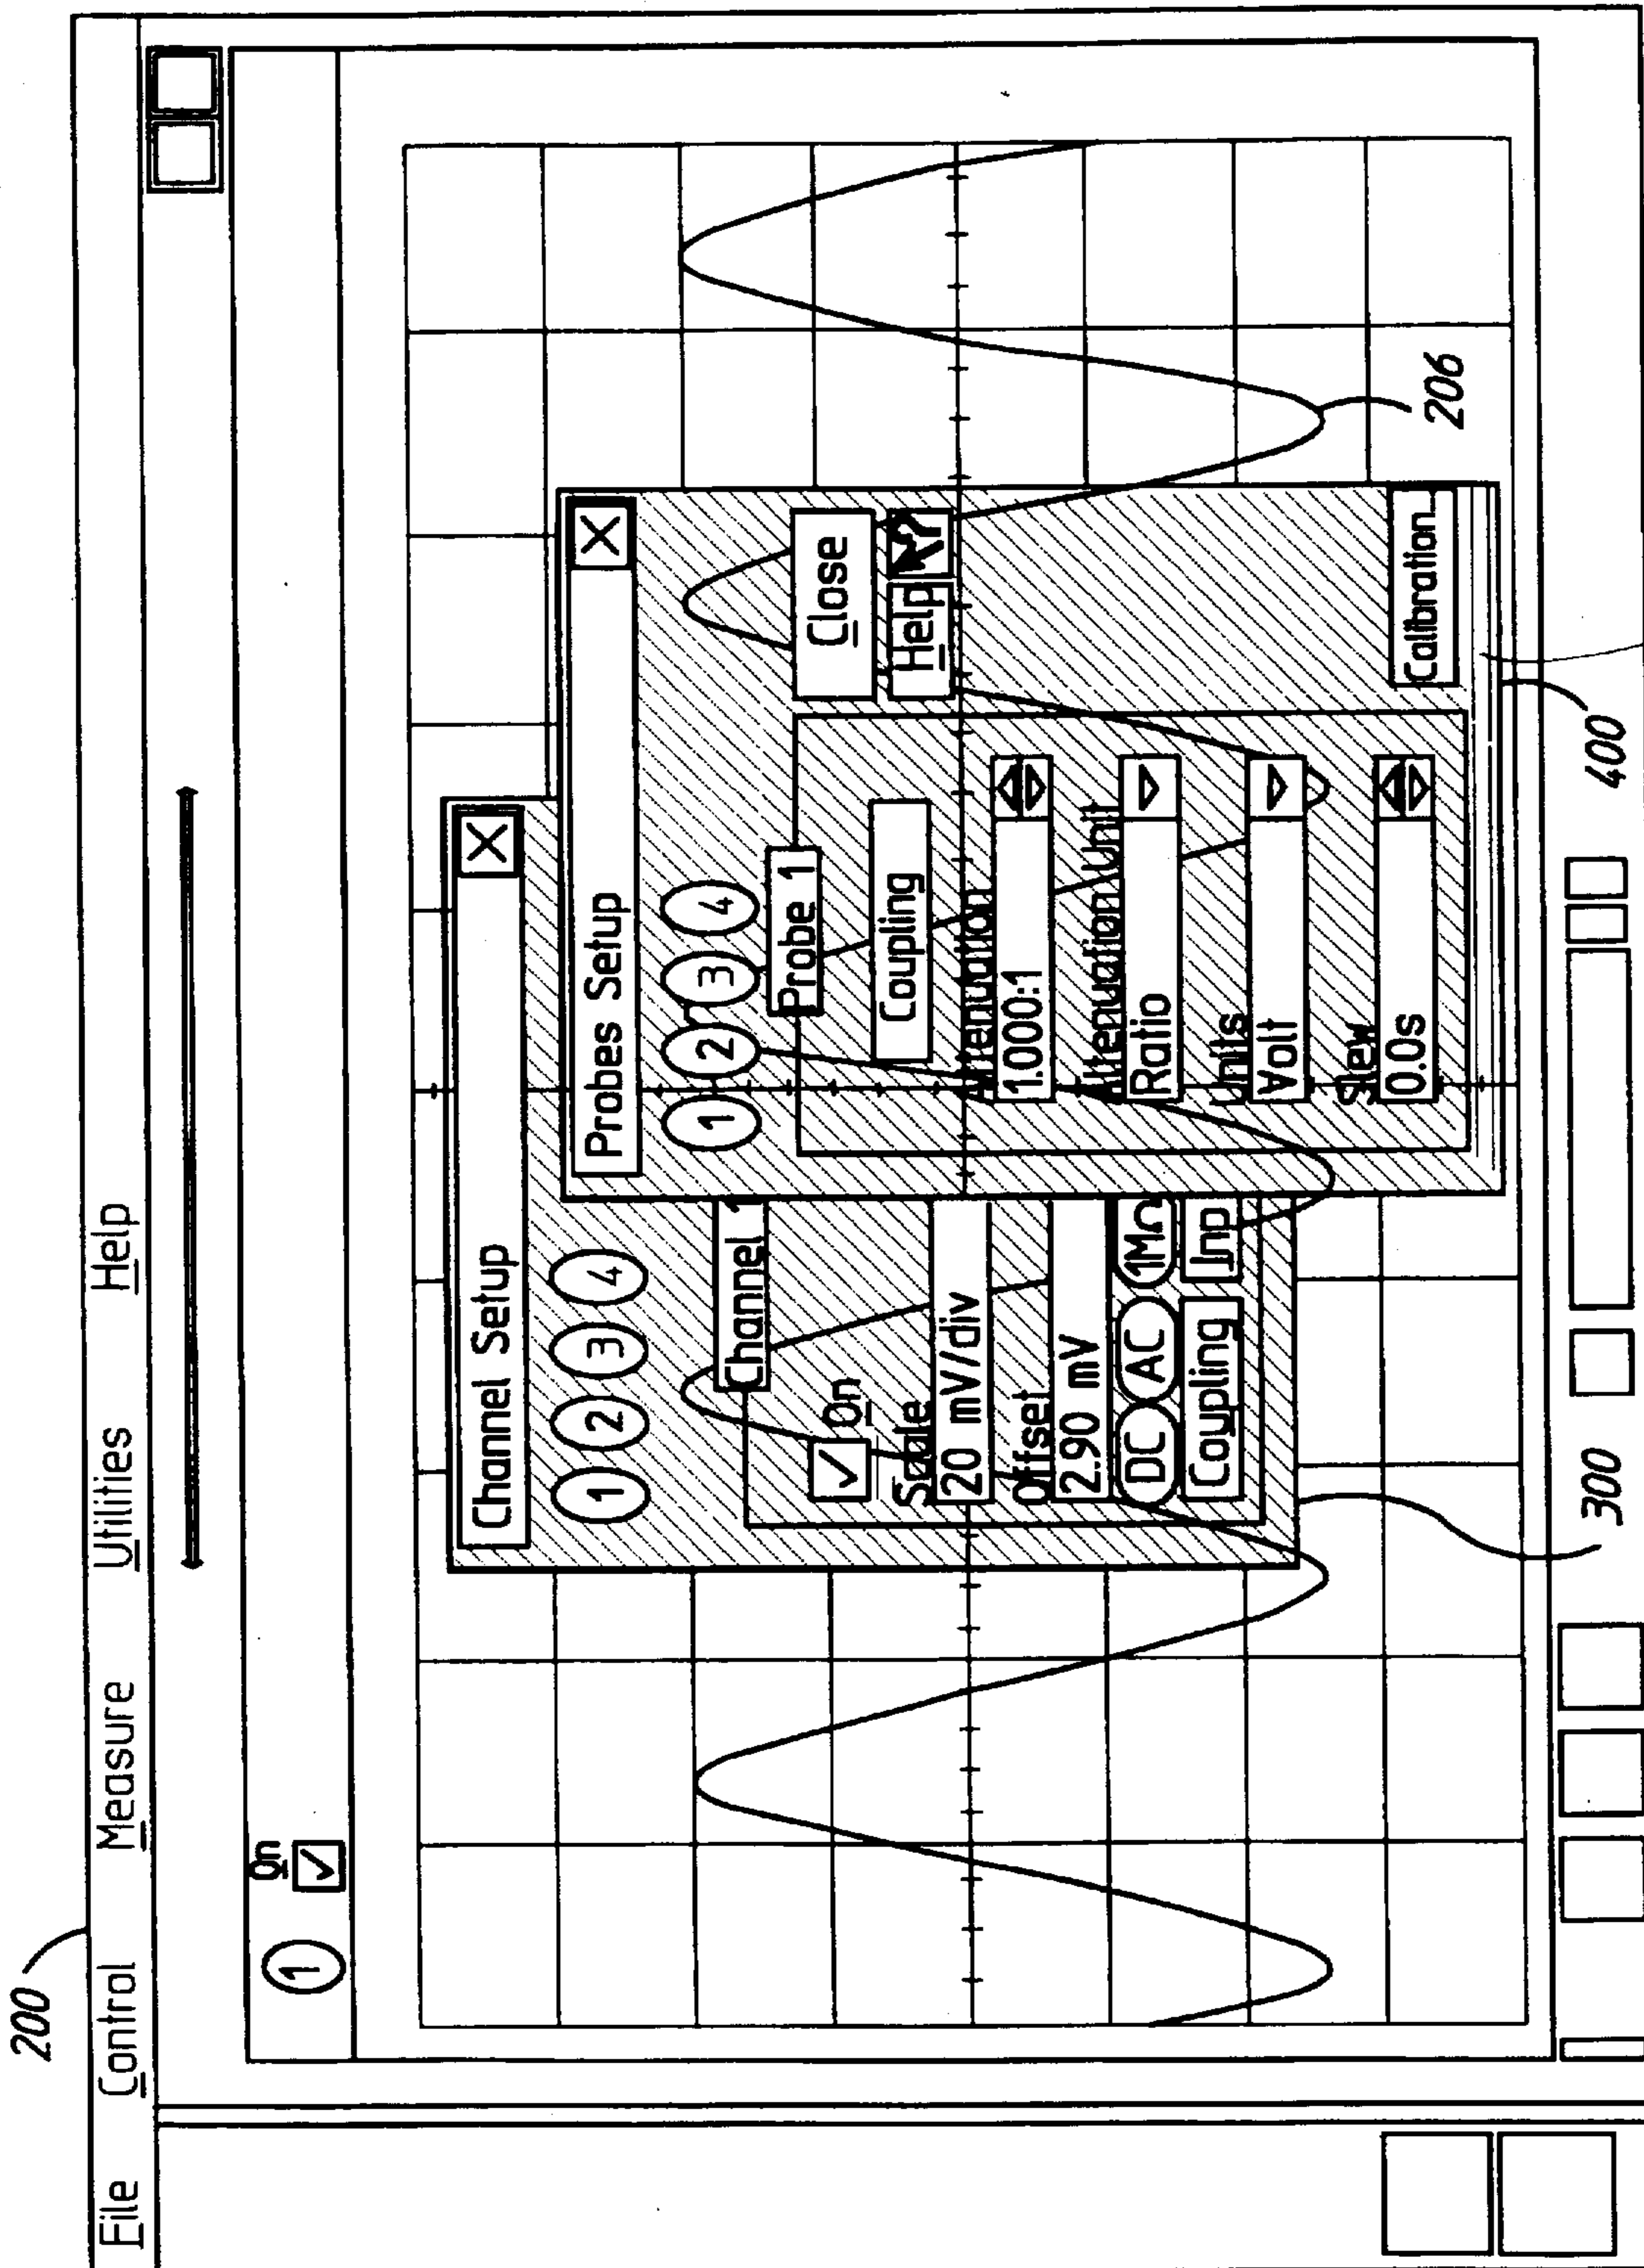 200
File Control Measure Utilities Help
1 On
Channel Setup
1 2 3 4
Channel 1
On
Scale
20 mV/div
Offset
2.90 mV
DC AC 1MΩ
Coupling Inp
Probes Setup
1 2 3 4
Probe 1
Close
Help
Coupling
Attenuation
1.000:1
Attenuation Unit
Ratio
Units
Volt
Skew
0.0s
Calibration...
206
300
400